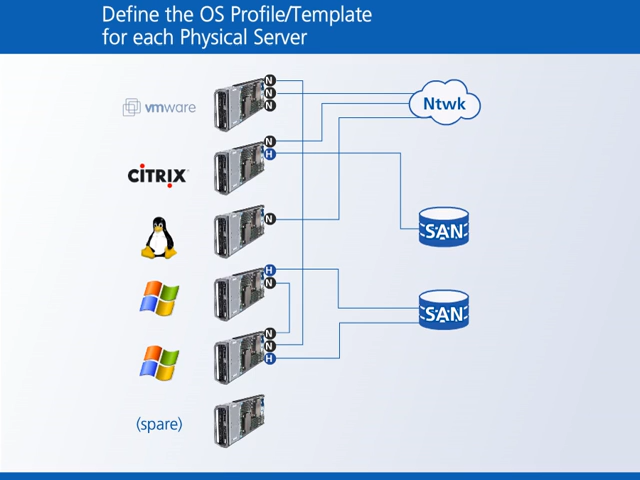 Define the OS Profile/Template
for each Physical Server
vmware
N
N
N
Ntwk
CITRIX
N
H
N
SAN
H
N
SAN
N
N
H
(spare)